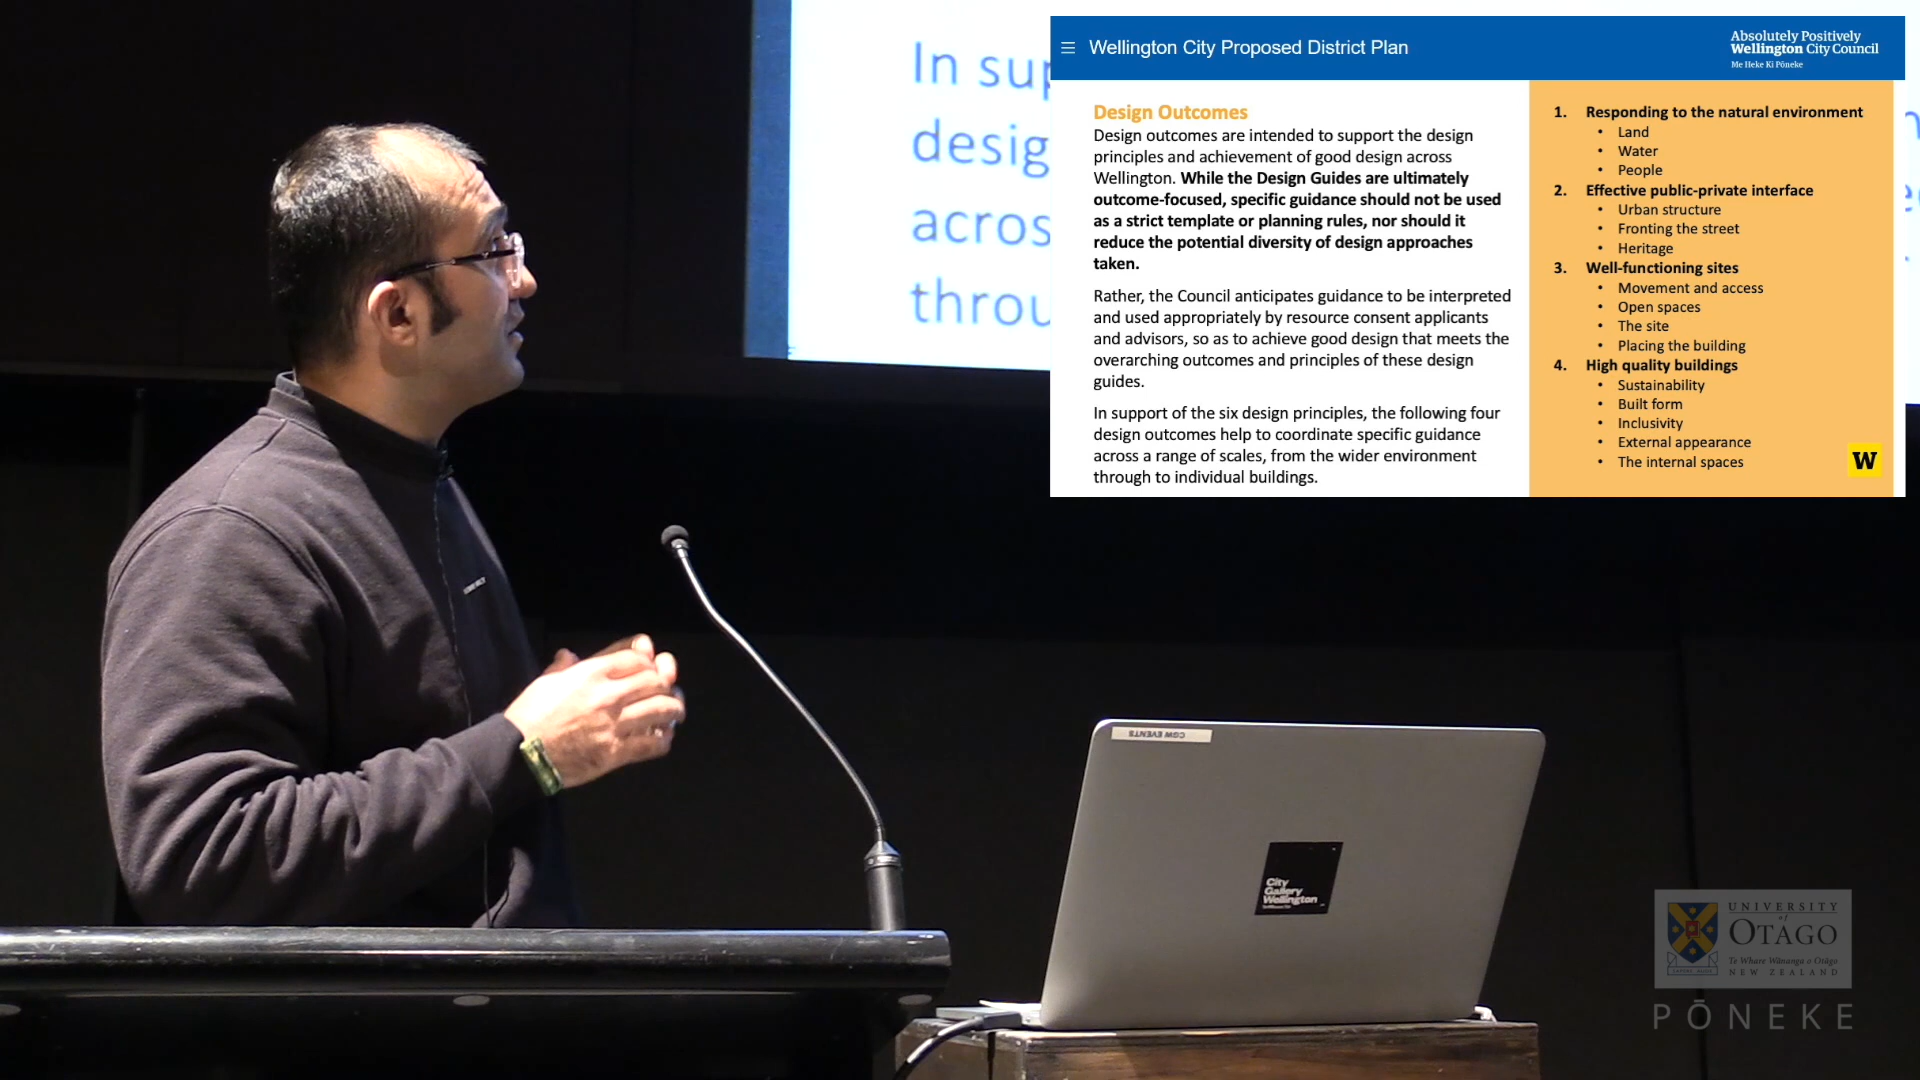 In sup
desig
acros
throu
Wellington City Proposed District Plan
Absolutely Positively
Wellington City Council
Me Heke Ki Pōneke
Design Outcomes
Design outcomes are intended to support the design
principles and achievement of good design across
Wellington. While the Design Guides are ultimately
outcome-focused, specific guidance should not be used
as a strict template or planning rules, nor should it
reduce the potential diversity of design approaches
taken.
Rather, the Council anticipates guidance to be interpreted
and used appropriately by resource consent applicants
and advisors, so as to achieve good design that meets the
overarching outcomes and principles of these design
guides.
In support of the six design principles, the following four
design outcomes help to coordinate specific guidance
across a range of scales, from the wider environment
through to individual buildings.
1. Responding to the natural environment
• Land
• Water
• People
2. Effective public-private interface
• Urban structure
• Fronting the street
• Heritage
3. Well-functioning sites
• Movement and access
• Open spaces
• The site
• Placing the building
4. High quality buildings
• Sustainability
• Built form
• Inclusivity
• External appearance
• The internal spaces
W
CGW EVENTS
City
Gallery
Wellington
UNIVERSITY
of
OTAGO
Te Whare Wānanga o Otāgo
NEW ZEALAND
PŌNEKE